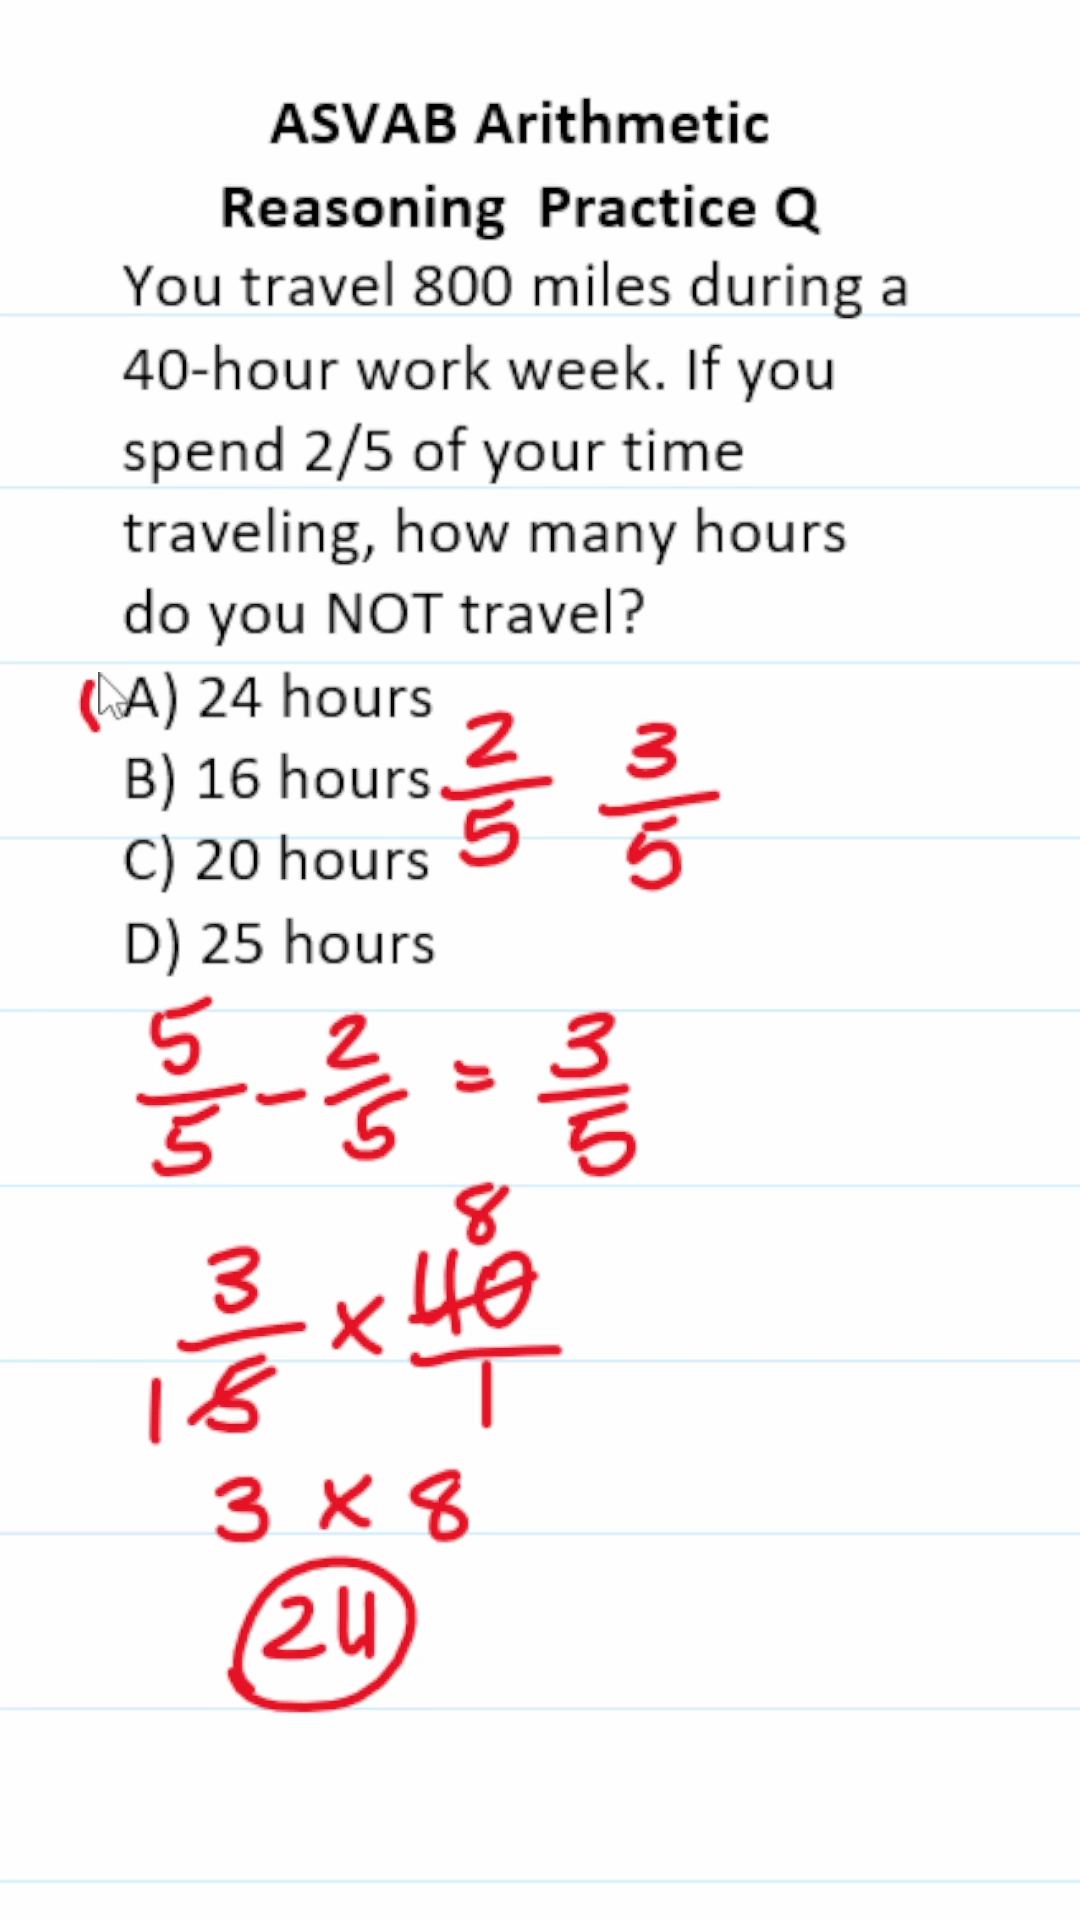 ASVAB Arithmetic
Reasoning Practice Q
You travel 800 miles during a
40-hour work week. If you
spend 2/5 of your time
traveling, how many hours
do you NOT travel?
(A) 24 hours
B) 16 hours
C) 20 hours
D) 25 hours
2/5 3/5
5/5 - 2/5 = 3/5
8
3/5 x 40/1
1
3 x 8
24